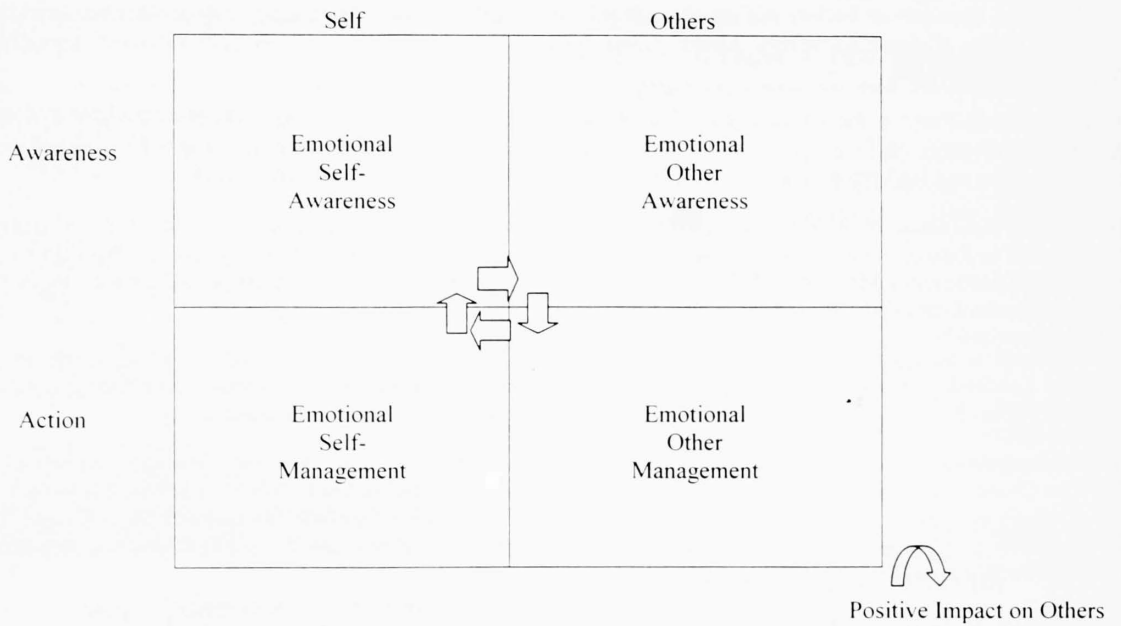 Self
Others
Awareness
Emotional
Self-
Awareness
Emotional
Other
Awareness
Action
Emotional
Self-
Management
Emotional
Other
Management
Positive Impact on Others